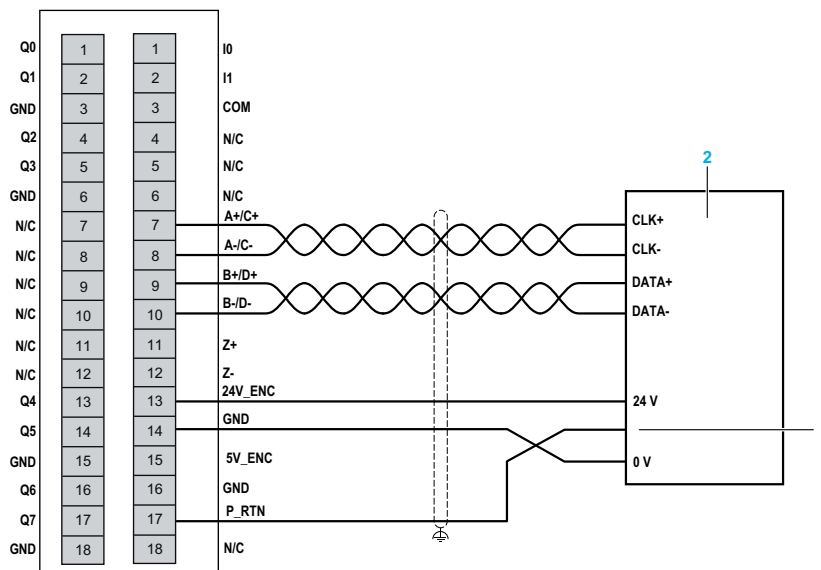 Q0 1 1 I0
Q1 2 2 I1
GND 3 3 COM
Q2 4 4 N/C
Q3 5 5 N/C
GND 6 6 N/C
N/C 7 7 A+/C+ CLK+
N/C 8 8 A-/C- CLK-
N/C 9 9 B+/D+ DATA+
N/C 10 10 B-/D- DATA-
N/C 11 11 Z+
N/C 12 12 Z-
Q4 13 13 24V_ENC 24 V
Q5 14 14 GND
GND 15 15 5V_ENC 0 V
Q6 16 16 GND
Q7 17 17 P_RTN
GND 18 18 N/C
2